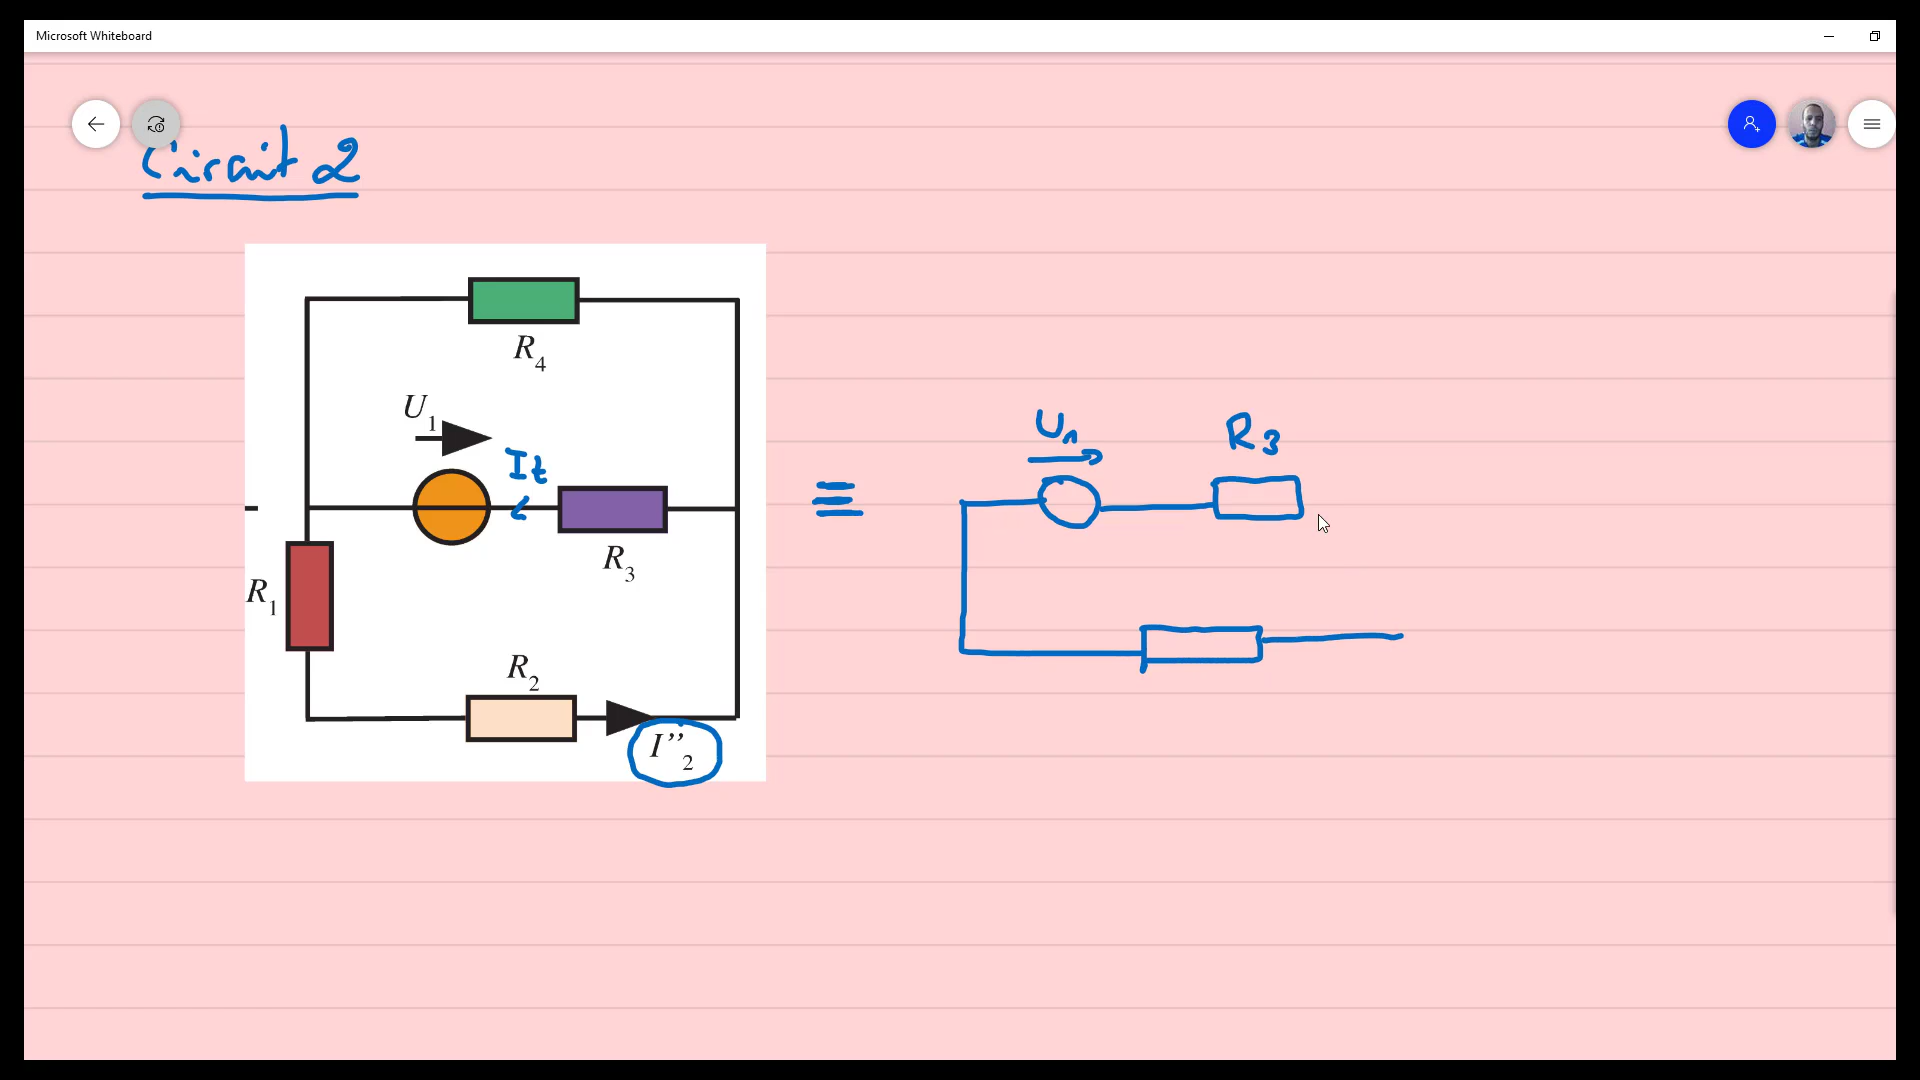 Microsoft Whiteboard
Circuit 2
R4
U1
It
R3
R1
R2
I’’2
≡
U1
R3